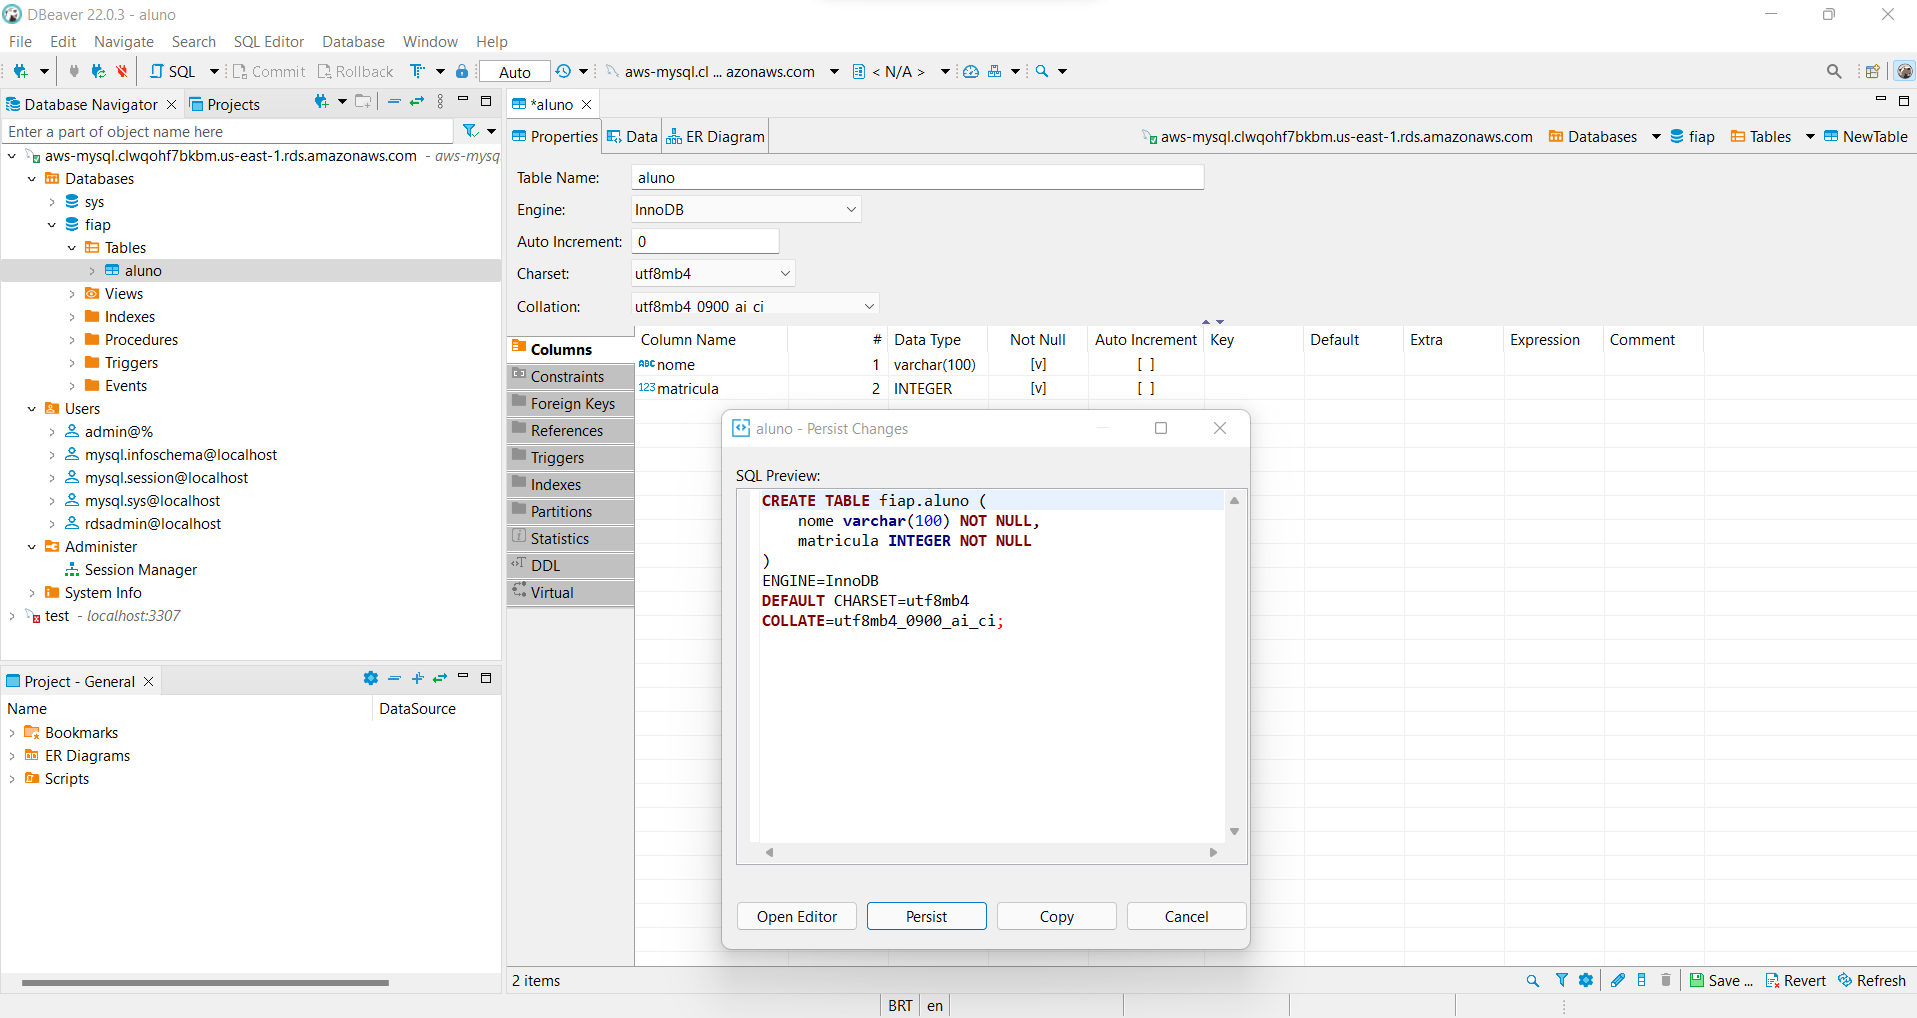 DBeaver 22.0.3 - aluno
File Edit Navigate Search SQL Editor Database Window Help
SQL Commit Rollback Auto aws-mysql.cl ... azonaws.com < N/A >
Database Navigator Projects
Enter a part of object name here
aws-mysql.clwqohf7bkbm.us-east-1.rds.amazonaws.com - aws-mysq
Databases
sys
fiap
Tables
aluno
Views
Indexes
Procedures
Triggers
Events
Users
admin@%
mysql.infoschema@localhost
mysql.session@localhost
mysql.sys@localhost
rdsadmin@localhost
Administer
Session Manager
System Info
test - localhost:3307
Project - General
Name DataSource
Bookmarks
ER Diagrams
Scripts
*aluno
Properties Data ER Diagram
aws-mysql.clwqohf7bkbm.us-east-1.rds.amazonaws.com Databases fiap Tables NewTable
Table Name: aluno
Engine: InnoDB
Auto Increment: 0
Charset: utf8mb4
Collation: utf8mb4_0900_ai_ci
Columns
Constraints
Foreign Keys
References
Triggers
Indexes
Partitions
Statistics
DDL
Virtual
Column Name # Data Type Not Null Auto Increment Key Default Extra Expression Comment
ABC nome 1 varchar(100) [v] [ ]
123 matricula 2 INTEGER [v] [ ]
aluno - Persist Changes
SQL Preview:
CREATE TABLE fiap.aluno (
nome varchar(100) NOT NULL,
matricula INTEGER NOT NULL
)
ENGINE=InnoDB
DEFAULT CHARSET=utf8mb4
COLLATE=utf8mb4_0900_ai_ci;
Open Editor Persist Copy Cancel
2 items
Save ... Revert Refresh
BRT en